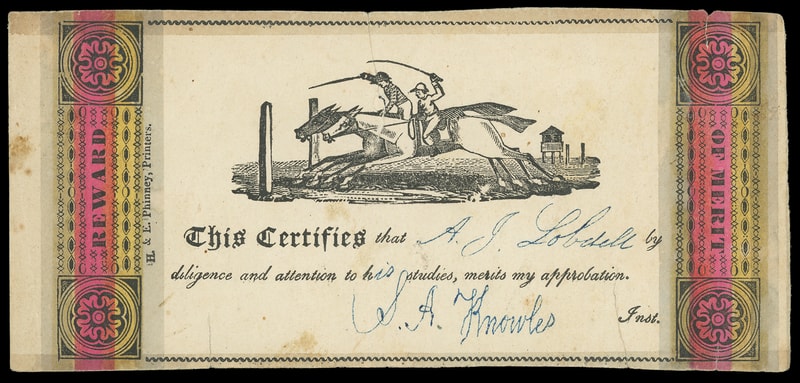 REWARD
H. & E. Phinney, Printers.
This Certifies that A. J. Lobdell by
diligence and attention to his studies, merits my approbation.
S. A. Knowles Inst.
OF MERIT